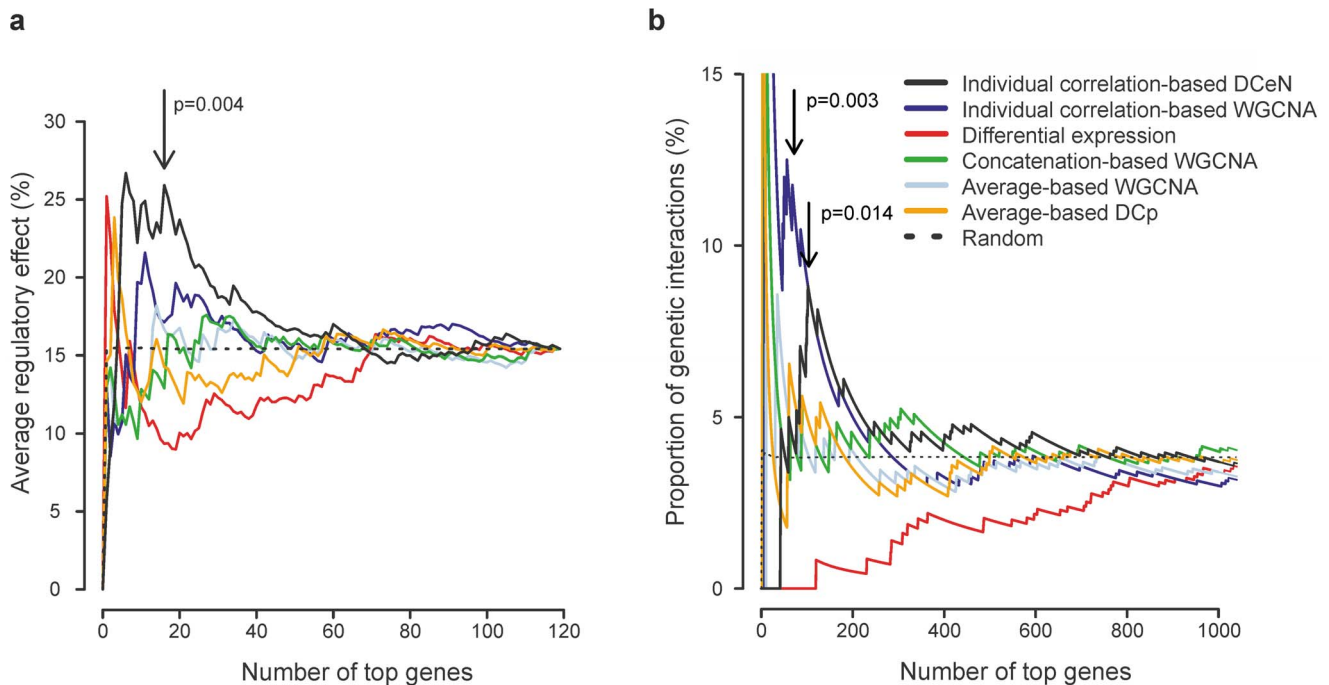 a
p=0.004
30
25
20
15
10
5
0
Average regulatory effect (%)
0 20 40 60 80 100 120
Number of top genes
b
15
10
5
0
Proportion of genetic interactions (%)
p=0.003
p=0.014
Individual correlation-based DCeN
Individual correlation-based WGCNA
Differential expression
Concatenation-based WGCNA
Average-based WGCNA
Average-based DCp
Random
0 200 400 600 800 1000
Number of top genes